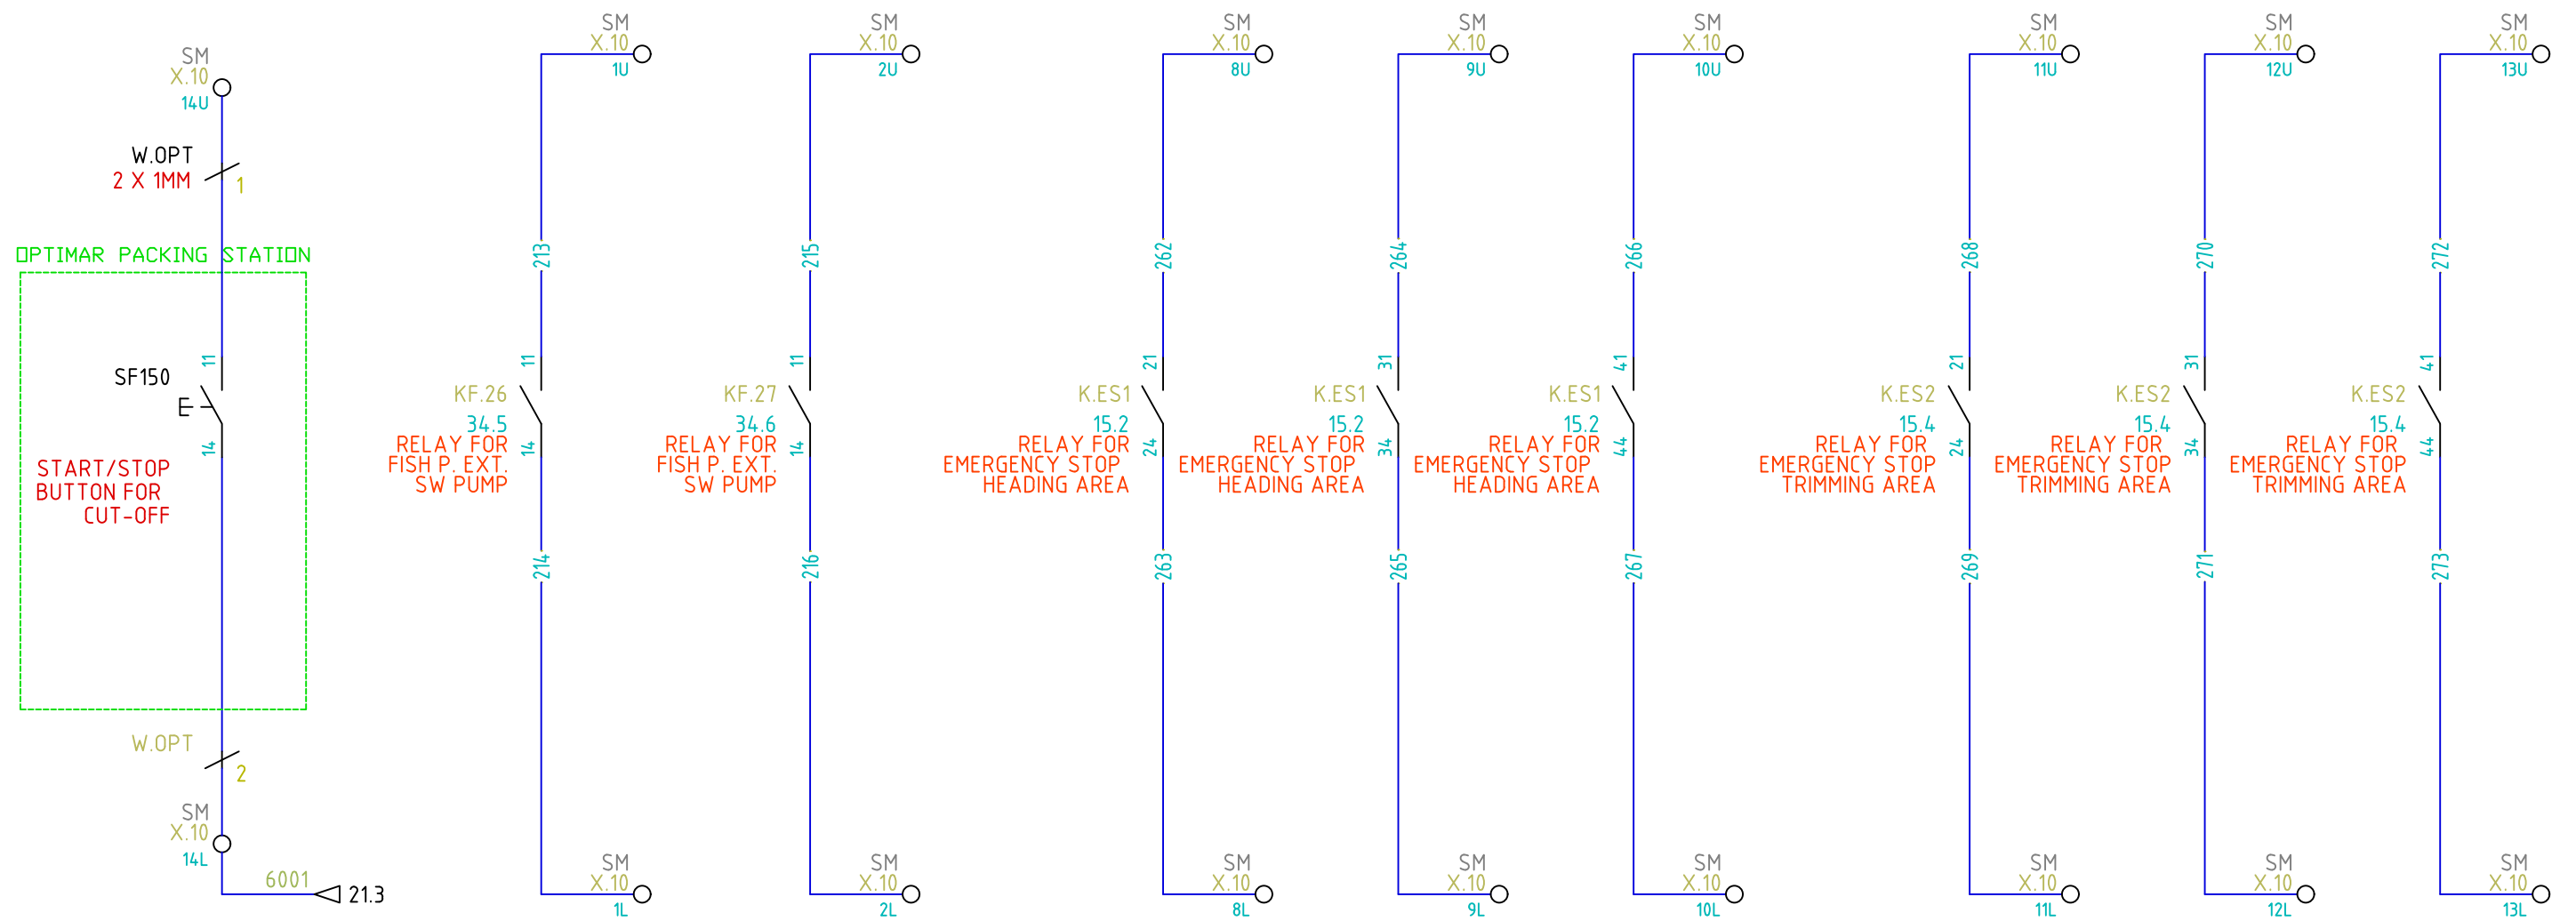 SM
X.10
14U
W.OPT
2 X 1MM
1
OPTIMAR PACKING STATION
11
SF150
14
START/STOP
BUTTON FOR
CUT-OFF
W.OPT
2
SM
X.10
14L
6001
21.3
SM
X.10
1U
213
11
KF.26
34.5
14
RELAY FOR
FISH P. EXT.
SW PUMP
214
SM
X.10
1L
SM
X.10
2U
215
11
KF.27
34.6
14
RELAY FOR
FISH P. EXT.
SW PUMP
216
SM
X.10
2L
SM
X.10
8U
262
21
K.ES1
15.2
24
RELAY FOR
EMERGENCY STOP
HEADING AREA
263
SM
X.10
8L
SM
X.10
9U
264
31
K.ES1
15.2
34
RELAY FOR
EMERGENCY STOP
HEADING AREA
265
SM
X.10
9L
SM
X.10
10U
266
41
K.ES1
15.2
44
RELAY FOR
EMERGENCY STOP
HEADING AREA
267
SM
X.10
10L
SM
X.10
11U
268
21
K.ES2
15.4
24
RELAY FOR
EMERGENCY STOP
TRIMMING AREA
269
SM
X.10
11L
SM
X.10
12U
270
31
K.ES2
15.4
34
RELAY FOR
EMERGENCY STOP
TRIMMING AREA
271
SM
X.10
12L
SM
X.10
13U
272
41
K.ES2
15.4
44
RELAY FOR
EMERGENCY STOP
TRIMMING AREA
273
SM
X.10
13L